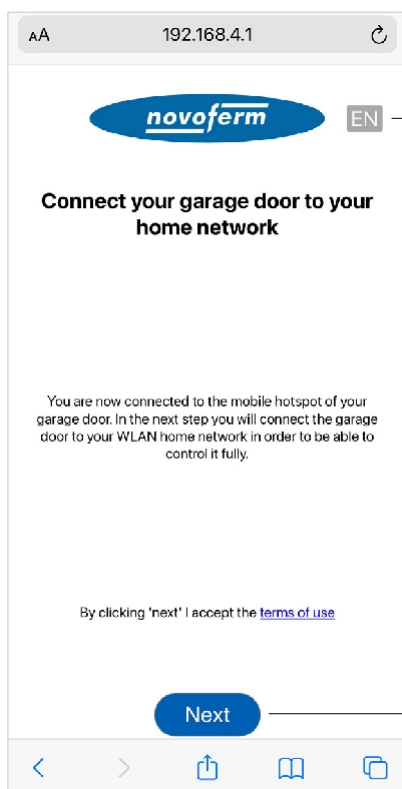 AA
192.168.4.1
novoferm
EN
Connect your garage door to your
home network
You are now connected to the mobile hotspot of your
garage door. In the next step you will connect the garage
door to your WLAN home network in order to be able to
control it fully.
By clicking 'next' I accept the terms of use
Next